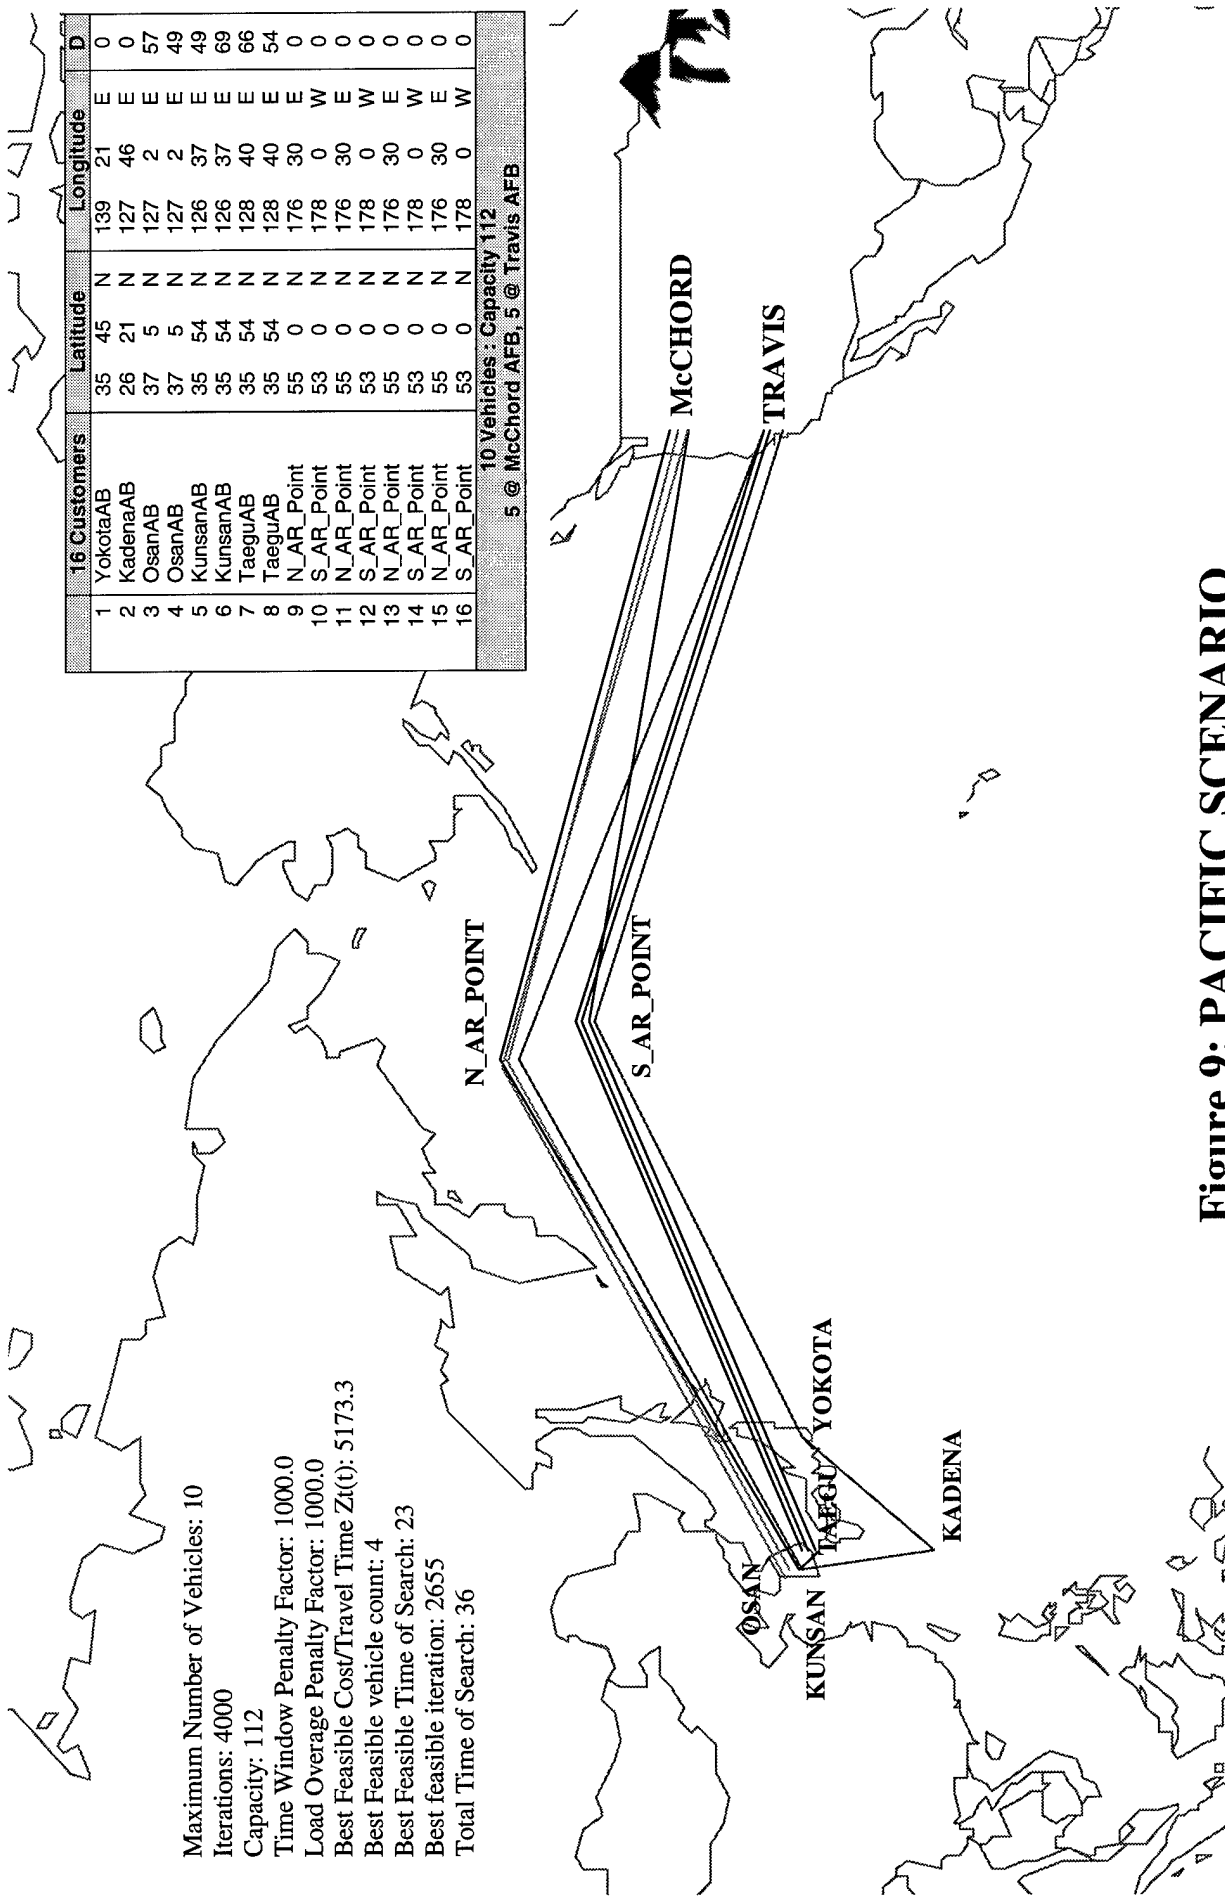 Maximum Number of Vehicles: 10
Iterations: 4000
Capacity: 112
Time Window Penalty Factor: 1000.0
Load Overage Penalty Factor: 1000.0
Best Feasible Cost/Travel Time Zt(t): 5173.3
Best Feasible vehicle count: 4
Best Feasible Time of Search: 23
Best feasible iteration: 2655
Total Time of Search: 36
16 Customers Latitude Longitude D
1 YokotaAB 35 45 N 139 21 E 0
2 KadenaAB 26 21 N 127 46 E 0
3 OsanAB 37 5 N 127 2 E 57
4 OsanAB 37 5 N 127 2 E 49
5 KunsanAB 35 54 N 126 37 E 49
6 KunsanAB 35 54 N 126 37 E 69
7 TaeguAB 35 54 N 128 40 E 66
8 TaeguAB 35 54 N 128 40 E 54
9 N_AR_Point 55 0 N 176 30 E 0
10 S_AR_Point 53 0 N 178 0 W 0
11 N_AR_Point 55 0 N 176 30 E 0
12 S_AR_Point 53 0 N 178 0 W 0
13 N_AR_Point 55 0 N 176 30 E 0
14 S_AR_Point 53 0 N 178 0 W 0
15 N_AR_Point 55 0 N 176 30 E 0
16 S_AR_Point 53 0 N 178 0 W 0
10 Vehicles : Capacity 112
5 @ McChord AFB, 5 @ Travis AFB
N_AR_POINT
S_AR_POINT
McCHORD
TRAVIS
OSAN
KUNSAN
TAEGU
YOKOTA
KADENA
Figure 9: PACIFIC SCENARIO